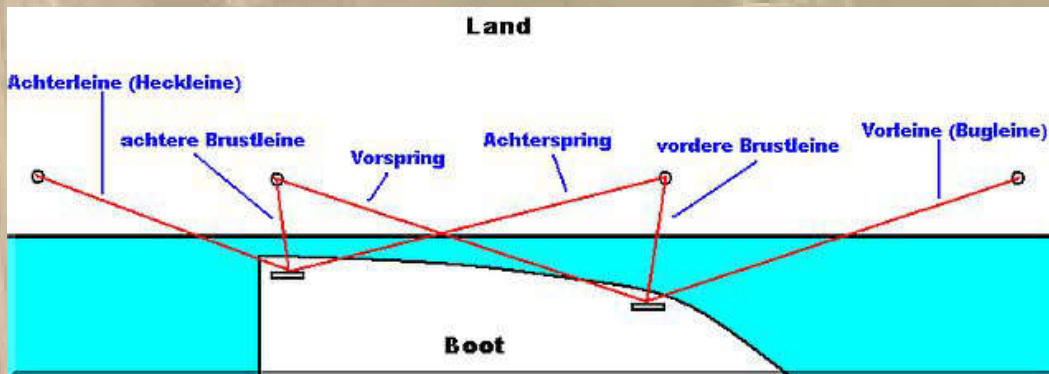 Land
Achterleine (Heckleine)
achtere Brustleine
Vorspring
Achterspring
vordere Brustleine
Vorleine (Bugleine)
Boot